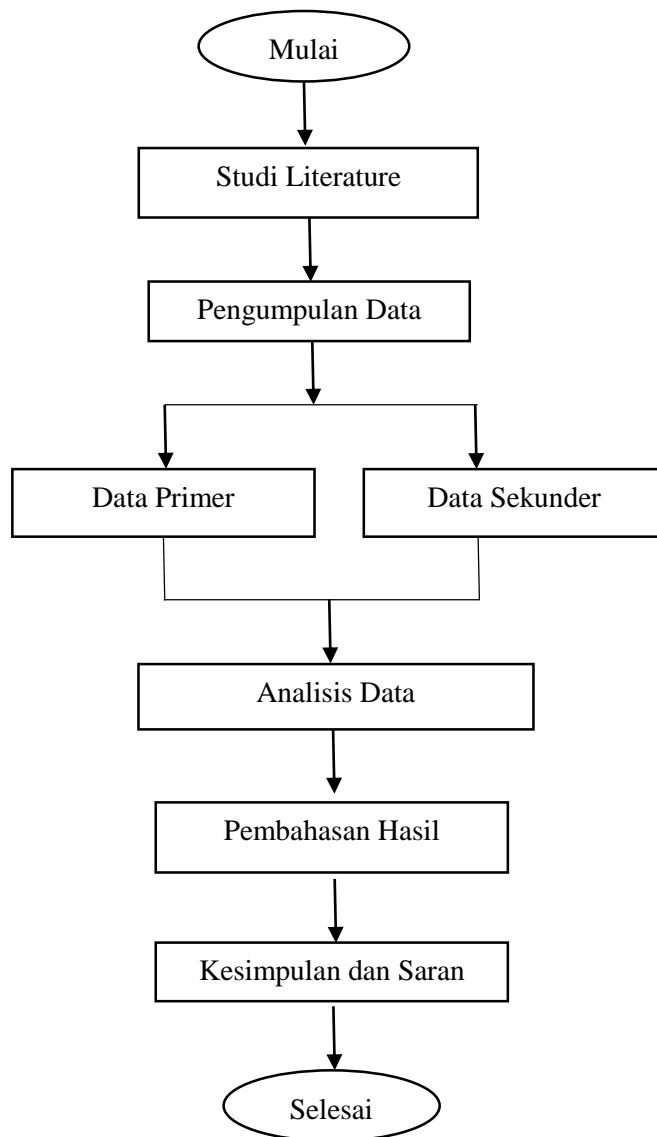 Mulai
Studi Literature
Pengumpulan Data
Data Primer
Data Sekunder
Analisis Data
Pembahasan Hasil
Kesimpulan dan Saran
Selesai